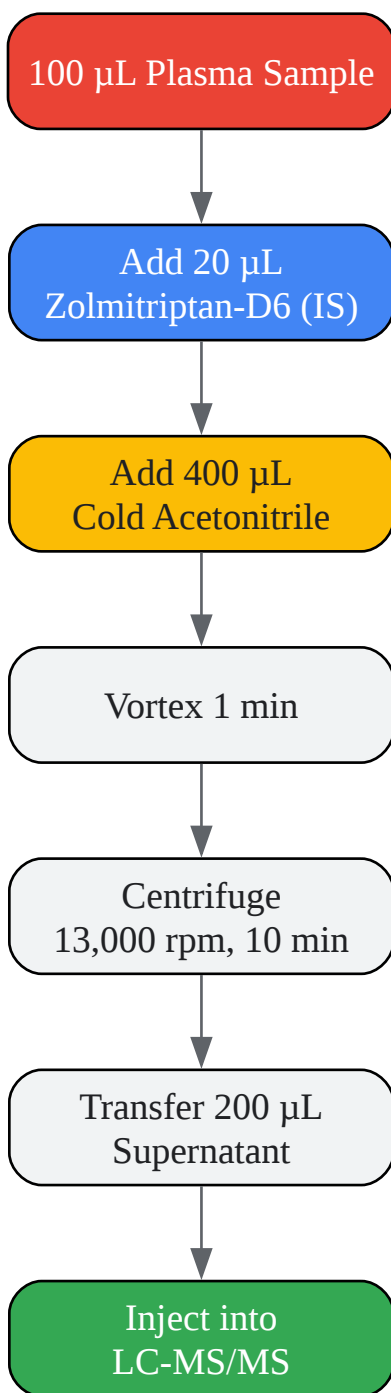 100 µL Plasma Sample
Add 20 µL
Zolmitriptan-D6 (IS)
Add 400 µL
Cold Acetonitrile
Vortex 1 min
Centrifuge
13,000 rpm, 10 min
Transfer 200 µL
Supernatant
Inject into
LC-MS/MS